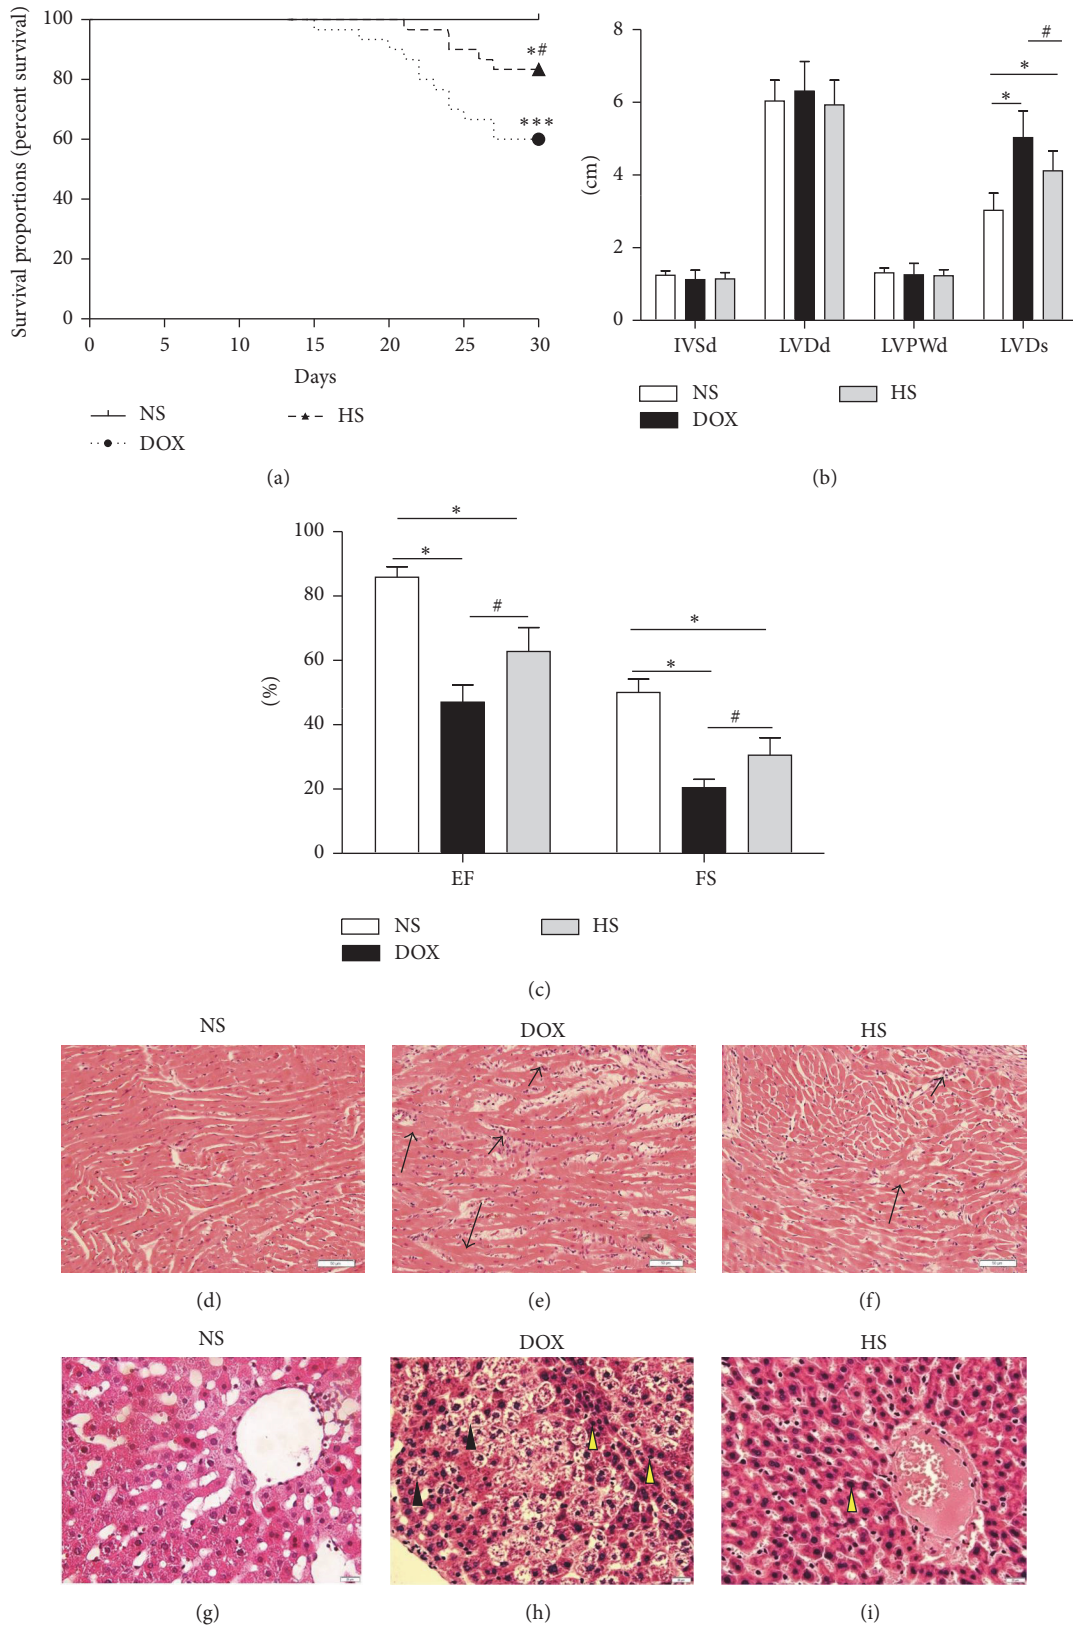 Survival proportions (percent survival)
100
80
60
40
20
0
*#
***
0 5 10 15 20 25 30
Days
NS
HS
DOX
(a)
(cm)
8
6
4
2
0
#
*
*
IVSd LVDd LVPWd LVDs
NS
HS
DOX
(b)
(%)
100
80
60
40
20
0
*
*
#
*
*
#
EF FS
NS
HS
DOX
(c)
NS DOX HS
(d) (e) (f)
NS DOX HS
(g) (h) (i)